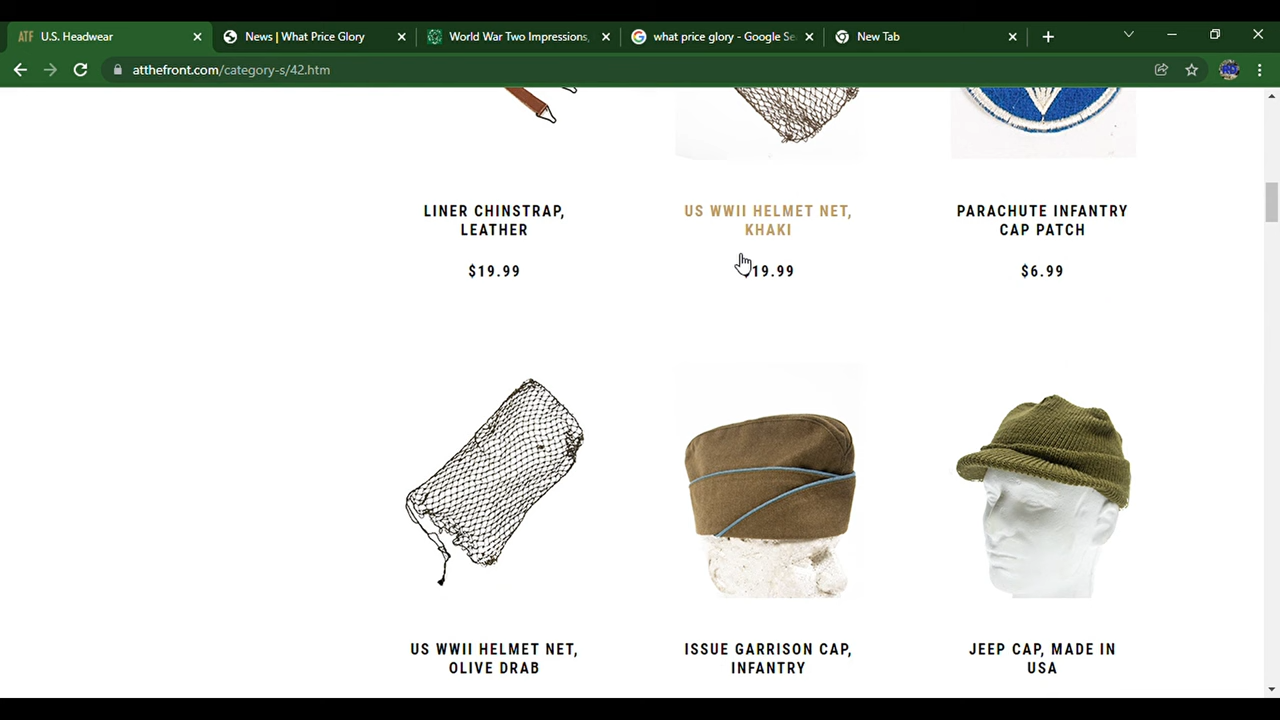 ATF U.S. Headwear
News | What Price Glory
World War Two Impressions,
what price glory - Google Se
New Tab
atthefront.com/category-s/42.htm
LINER CHINSTRAP,
LEATHER
$19.99
US WWII HELMET NET,
KHAKI
19.99
PARACHUTE INFANTRY
CAP PATCH
$6.99
US WWII HELMET NET,
OLIVE DRAB
ISSUE GARRISON CAP,
INFANTRY
JEEP CAP, MADE IN
USA